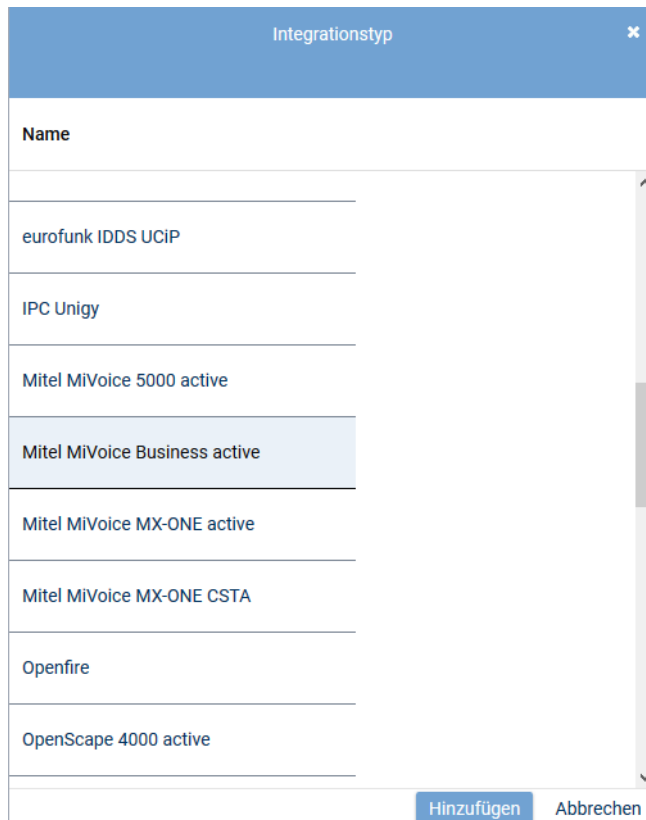 Integrationstyp
Name
eurofunk IDDS UCiP
IPC Unigy
Mitel MiVoice 5000 active
Mitel MiVoice Business active
Mitel MiVoice MX-ONE active
Mitel MiVoice MX-ONE CSTA
Openfire
OpenScape 4000 active
Hinzufügen Abbrechen